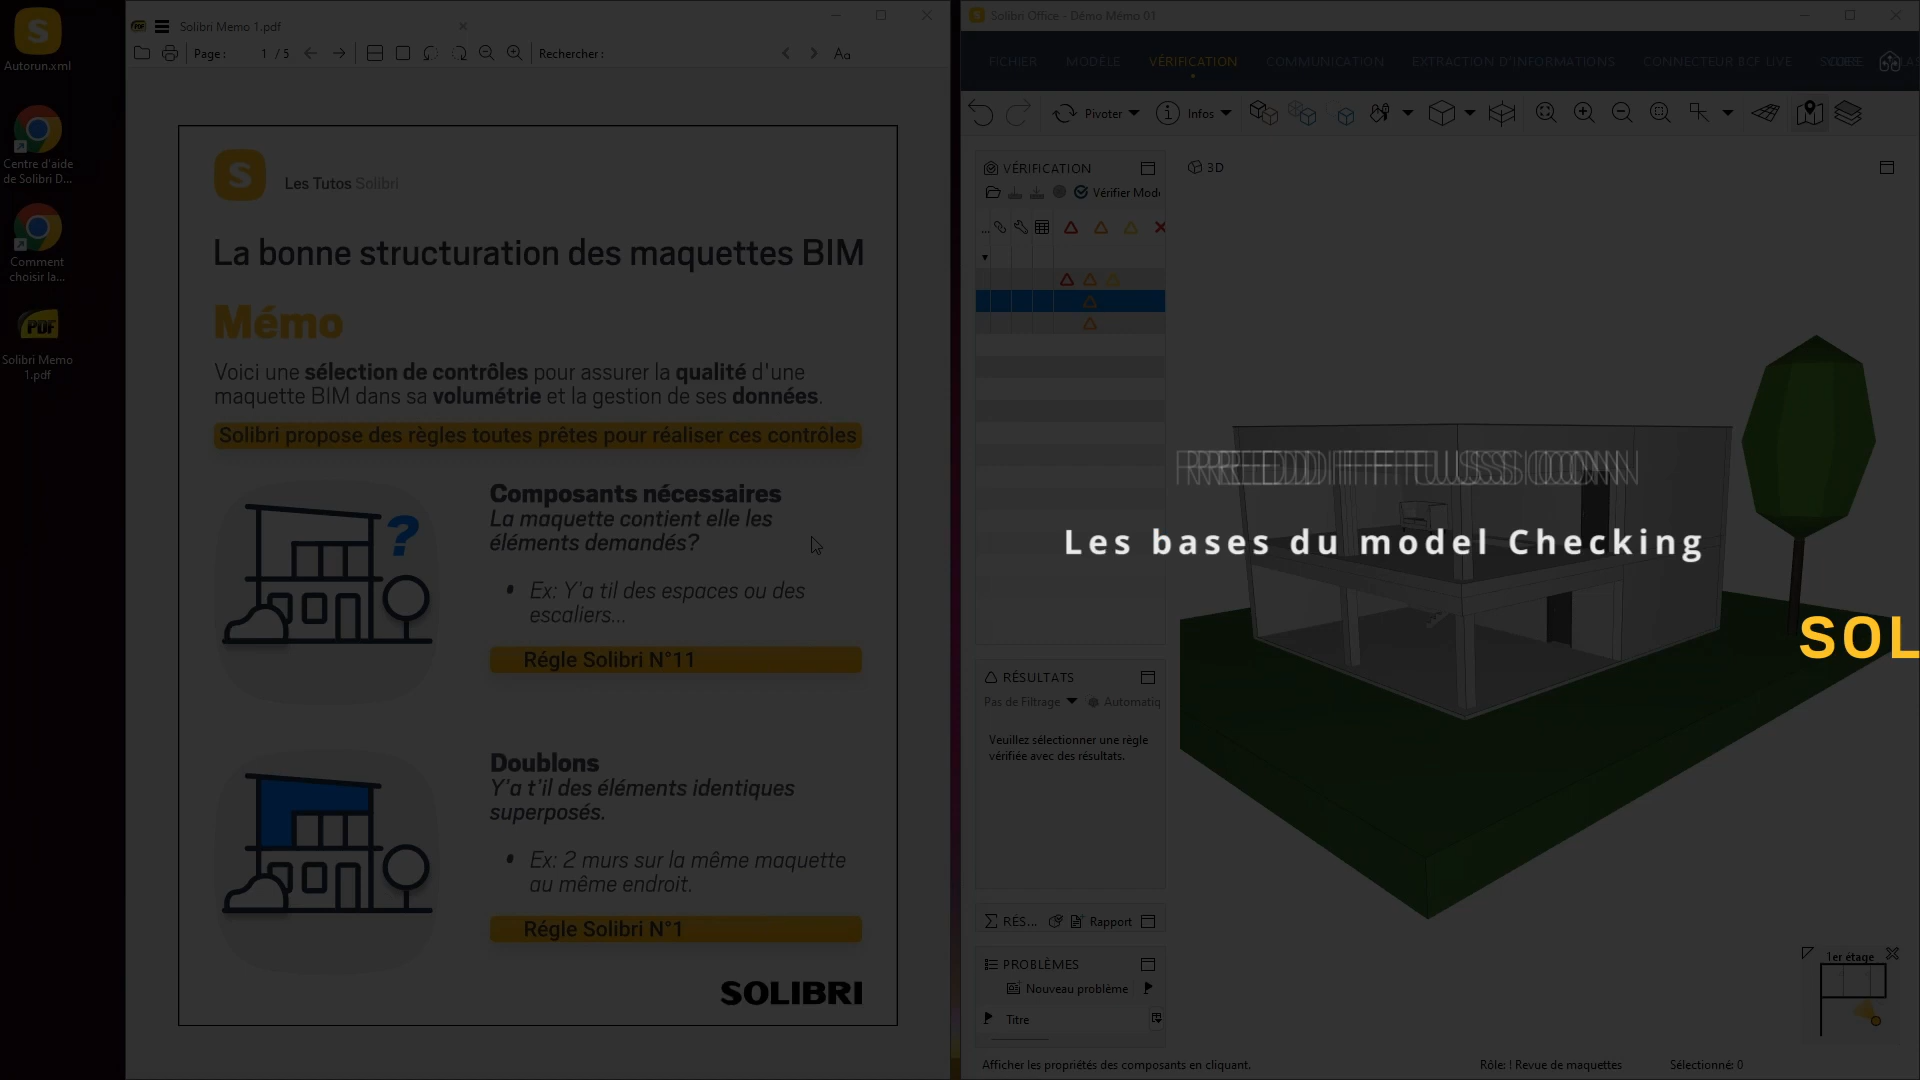 Autorun.xml
Centre d'aide
de Solibri D...
Comment
choisir la...
Solibri Memo
1.pdf
Solibri Memo 1.pdf
Page : 1 / 5 Rechercher : Aa
Les Tutos Solibri
La bonne structuration des maquettes BIM
Mémo
Voici une sélection de contrôles pour assurer la qualité d'une
maquette BIM dans sa volumétrie et la gestion de ses données.
Solibri propose des règles toutes prêtes pour réaliser ces contrôles
Composants nécessaires
La maquette contient elle les
éléments demandés?
• Ex: Y'a til des espaces ou des
escaliers...
Régle Solibri N°11
Doublons
Y'a t'il des éléments identiques
superposés.
• Ex: 2 murs sur la même maquette
au même endroit.
Régle Solibri N°1
SOLIBRI
Solibri Office - Démo Mémo 01
FICHIER MODÈLE VÉRIFICATION COMMUNICATION EXTRACTION D'INFORMATIONS CONNECTEUR BCF LIVE
Pivoter Infos
VÉRIFICATION
Vérifier Mod
3D
REDIFFUSION
Les bases du model Checking
SOL
RÉSULTATS
Pas de Filtrage Automatiq
Veuillez sélectionner une règle
vérifiée avec des résultats.
RÉS... Rapport
PROBLÈMES
Nouveau problème
Titre
1er étage
Afficher les propriétés des composants en cliquant. Rôle: ! Revue de maquettes Sélectionné: 0